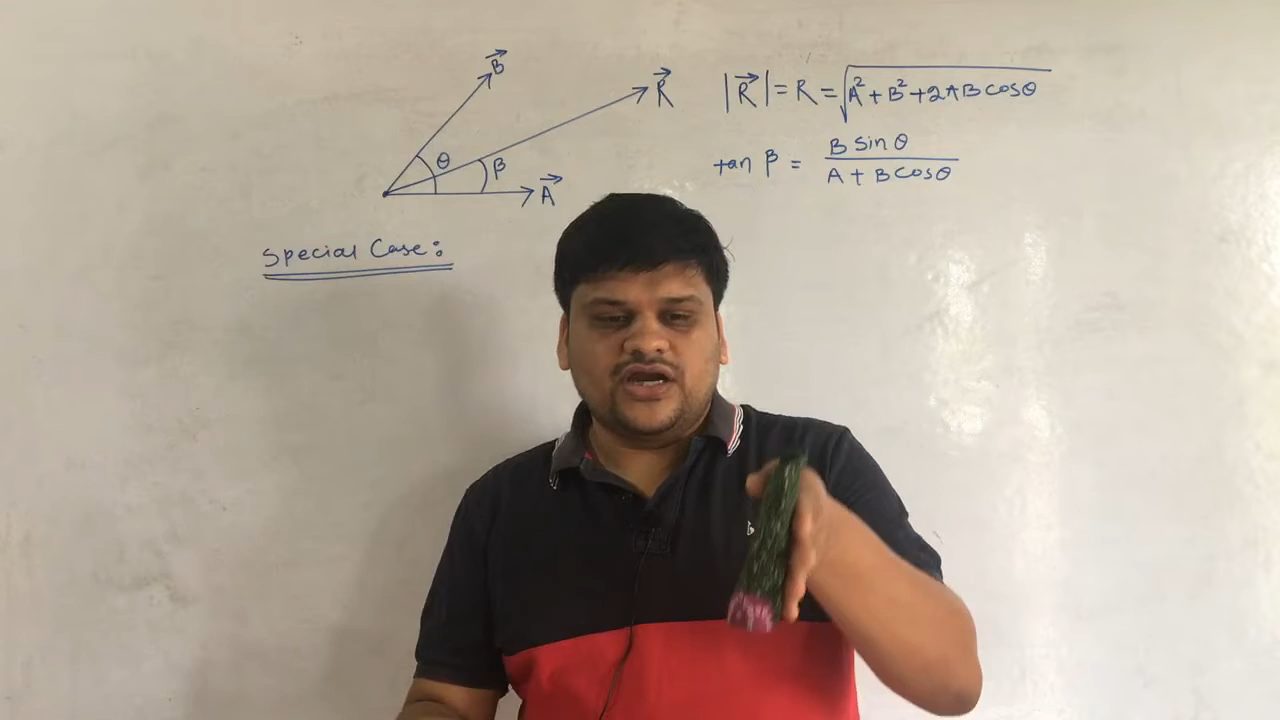 B⃗
R⃗
θ
β
A⃗
|R⃗| = R = √(A² + B² + 2AB cosθ)
tan β = B sin θ / (A + B cosθ)
Special Case: